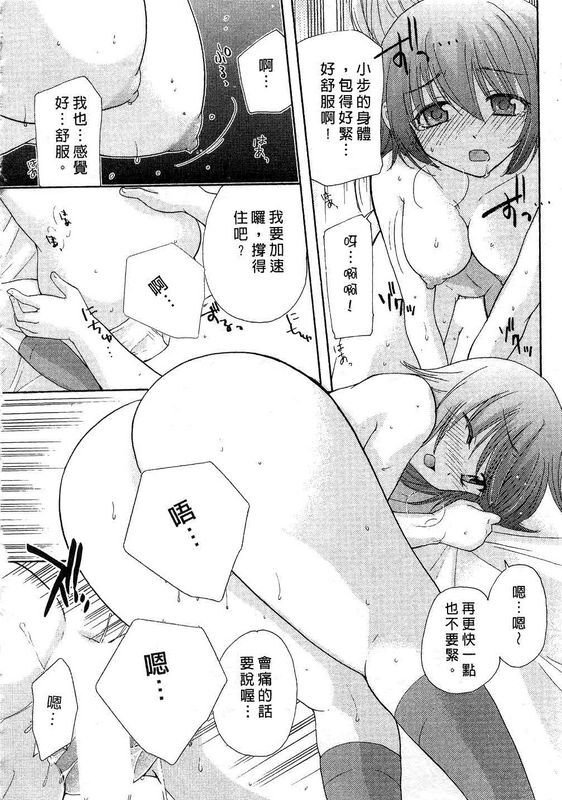 小步的身體
，包得好緊…
好舒服啊！
呀…啊啊！
啊…
我也…感覺
好…舒服。
我要加速
囉，撐得
住吧？
啊…
嗯…嗯～
再更快一點
也不要緊。
唔…
會痛的話
要說喔…
嗯…